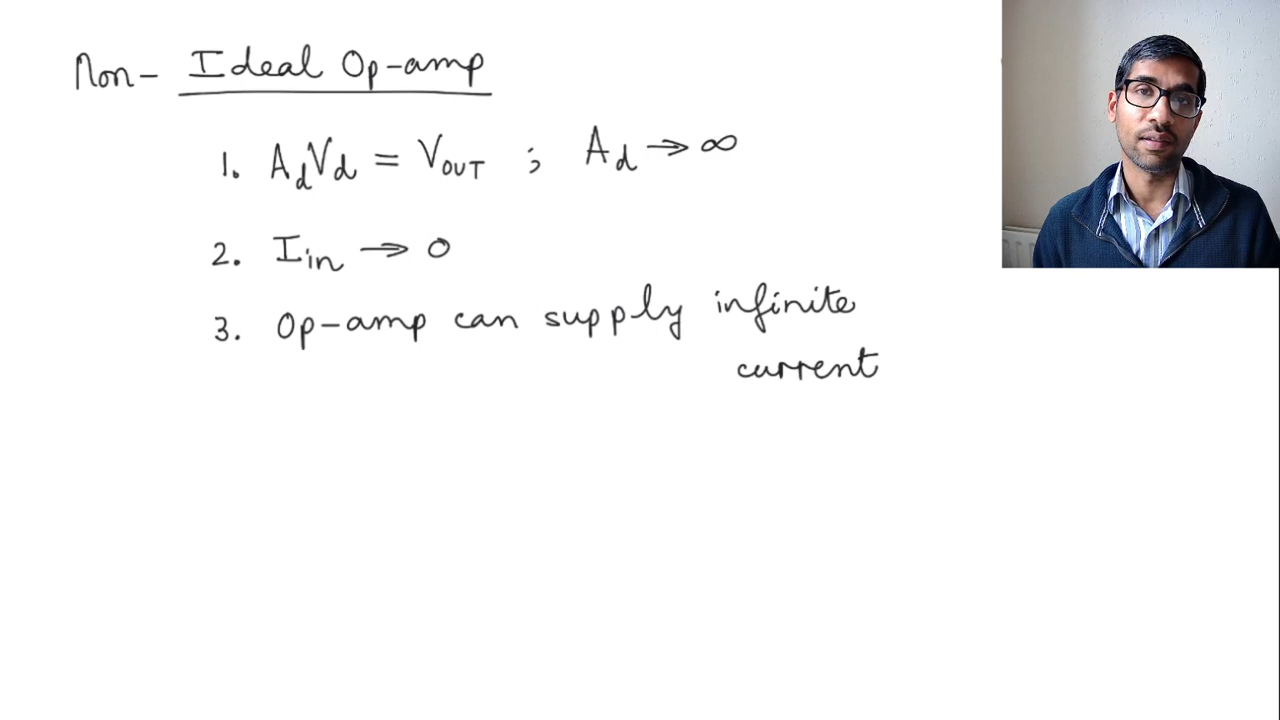 Non- Ideal Op-amp
1. AdVd = VOUT ; Ad → ∞
2. Iin → 0
3. Op-amp can supply infinite
current